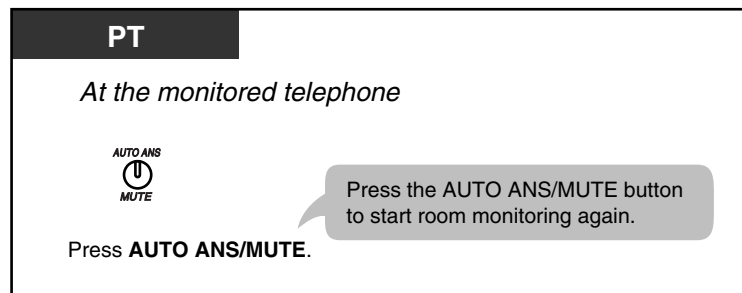 PT
At the monitored telephone
AUTO ANS
MUTE
Press the AUTO ANS/MUTE button
to start room monitoring again.
Press AUTO ANS/MUTE.